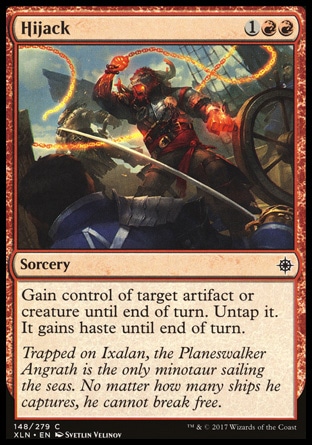 Hijack 1
Sorcery
Gain control of target artifact or
creature until end of turn. Untap it.
It gains haste until end of turn.
Trapped on Ixalan, the Planeswalker
Angrath is the only minotaur sailing
the seas. No matter how many ships he
captures, he cannot break free.
148/279 C
XLN • EN Svetlin Velinov
™ & © 2017 Wizards of the Coast